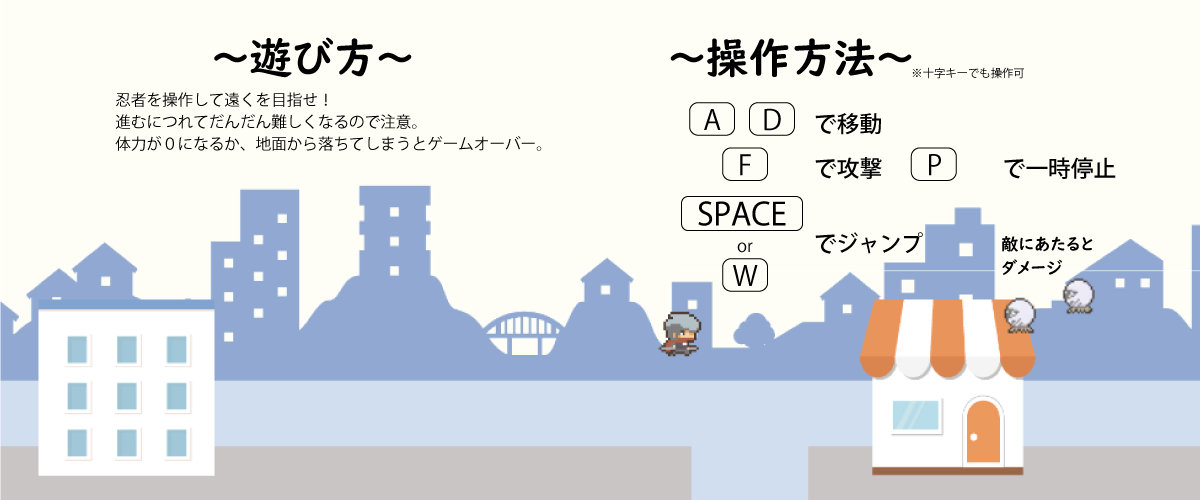 ～遊び方～
忍者を操作して遠くを目指せ！
進むにつれてだんだん難しくなるので注意。
体力が０になるか、地面から落ちてしまうとゲームオーバー。
～操作方法～ ※十字キーでも操作可
A D で移動
F で攻撃 P で一時停止
SPACE
or
W
でジャンプ
敵にあたると
ダメージ